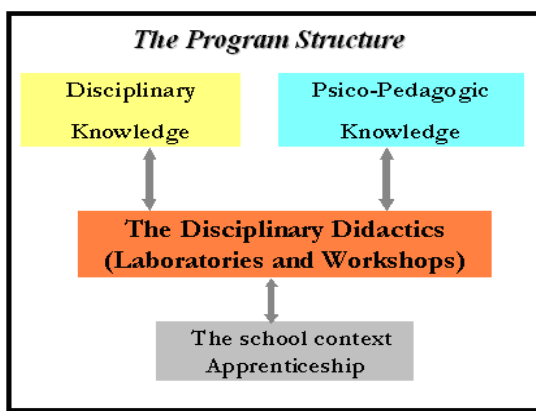 The Program Structure
Disciplinary
Knowledge
Psico-Pedagogic
Knowledge
The Disciplinary Didactics
(Laboratories and Workshops)
The school context
Apprenticeship